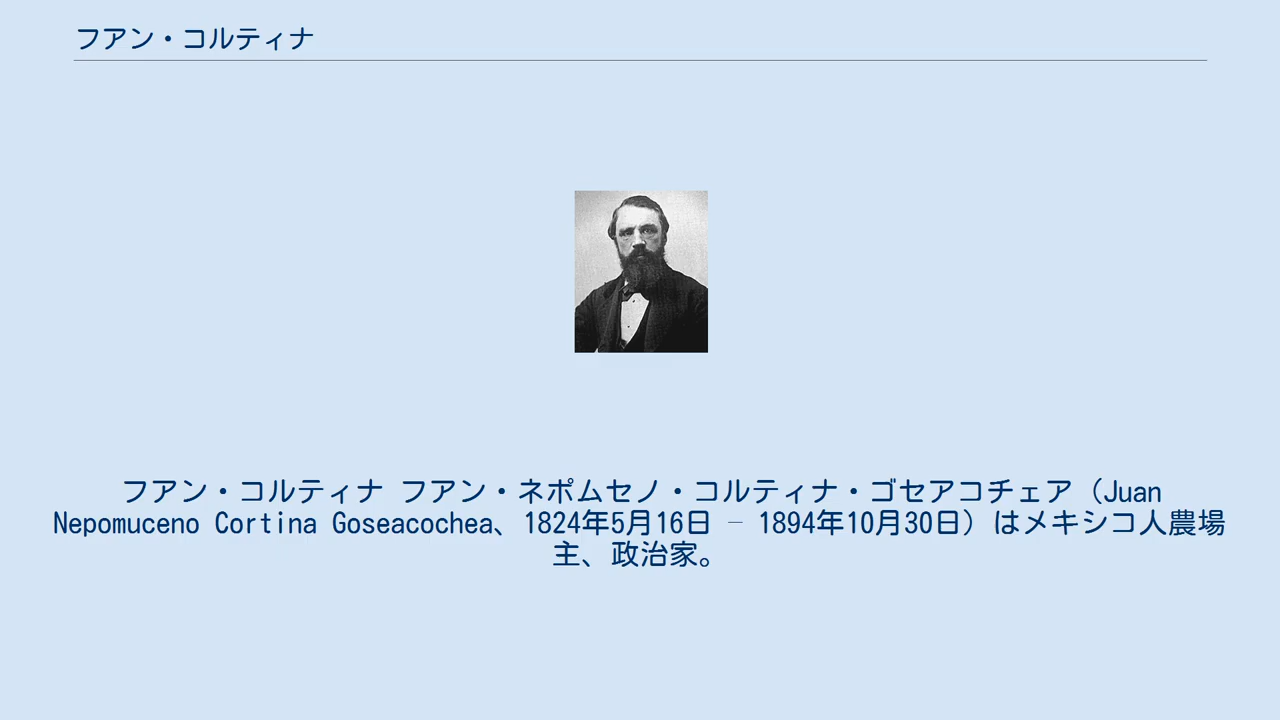 フアン・コルティナ
フアン・コルティナ フアン・ネポムセノ・コルティナ・ゴセアコチェア（Juan
Nepomuceno Cortina Goseacochea、1824年5月16日 – 1894年10月30日）はメキシコ人農場
主、政治家。